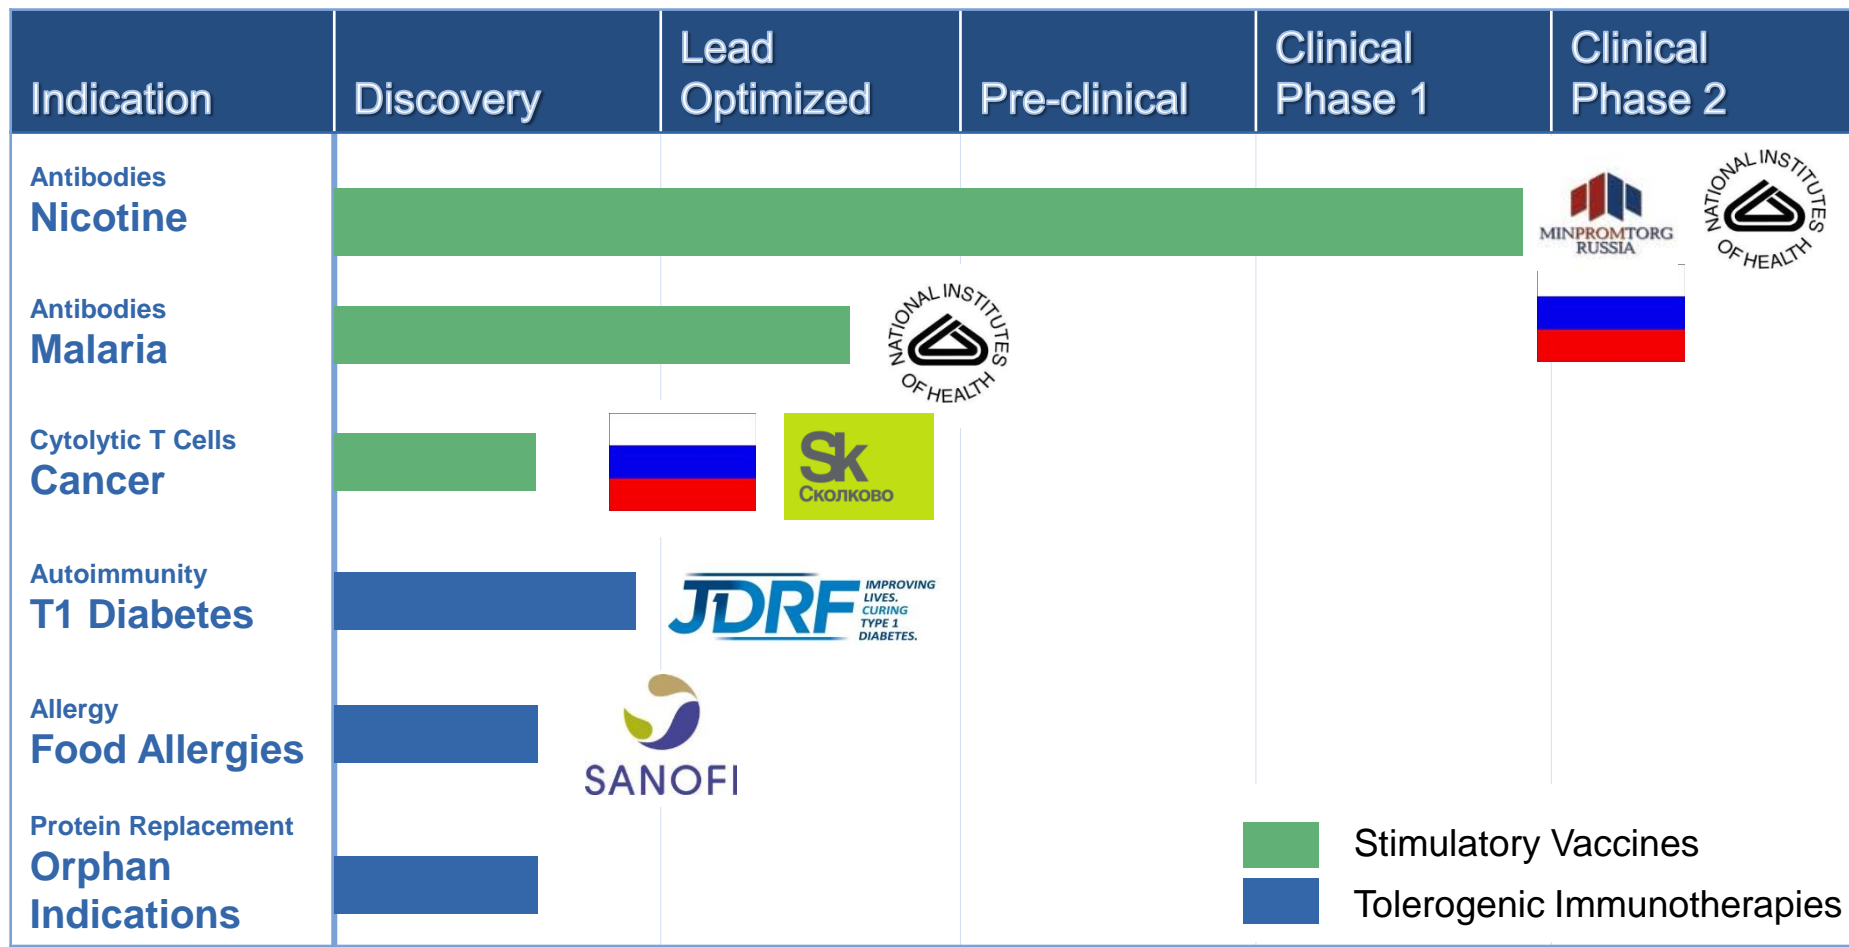 Indication
Discovery
Lead
Optimized
Pre-clinical
Clinical
Phase 1
Clinical
Phase 2
Antibodies
Nicotine
MINPROMTORG
RUSSIA
NATIONAL INSTITUTES
OF HEALTH
Antibodies
Malaria
NATIONAL INSTITUTES
OF HEALTH
Cytolytic T Cells
Cancer
Sk
Сколково
Autoimmunity
T1 Diabetes
JDRF
IMPROVING
LIVES.
CURING
TYPE 1
DIABETES.
Allergy
Food Allergies
SANOFI
Protein Replacement
Orphan
Indications
Stimulatory Vaccines
Tolerogenic Immunotherapies